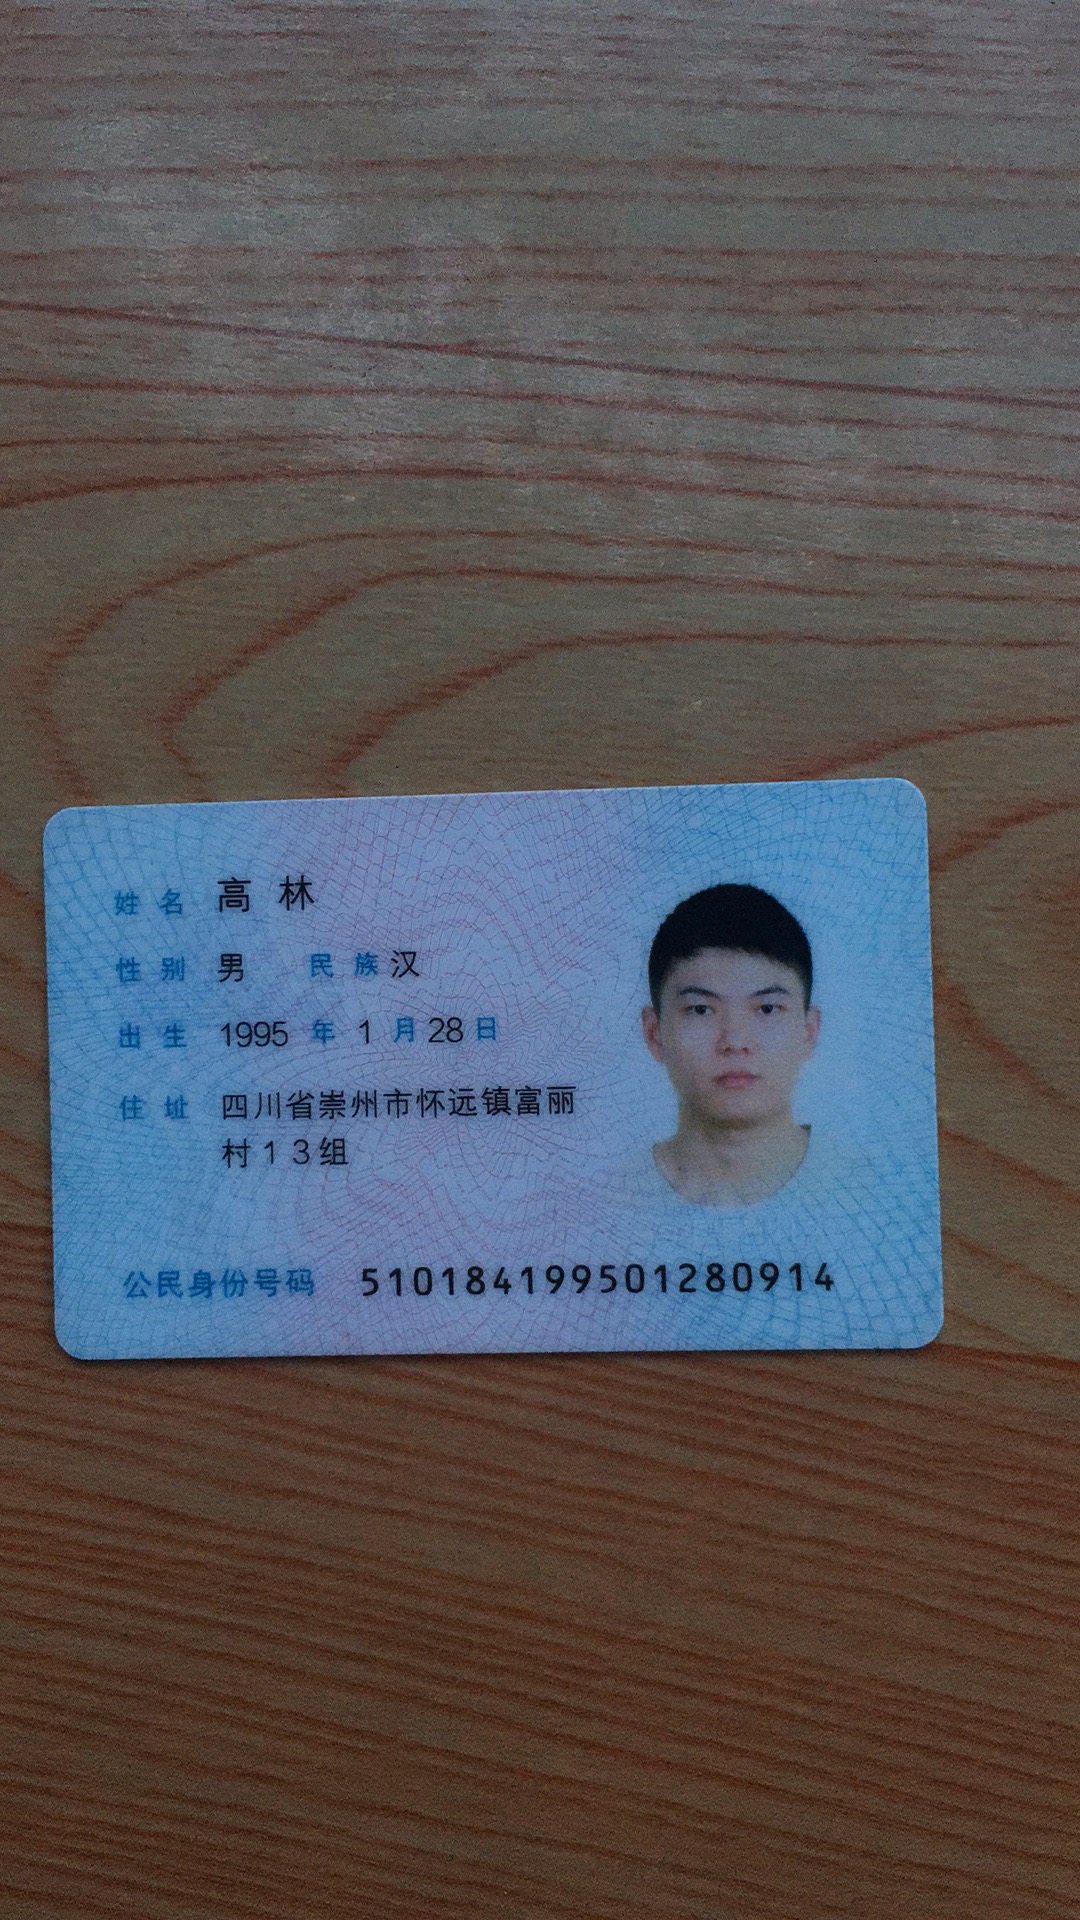 姓名 高林
性别 男 民族 汉
出生 1995 年 1 月 28 日
住址 四川省崇州市怀远镇富丽
村13组
公民身份号码 510184199501280914